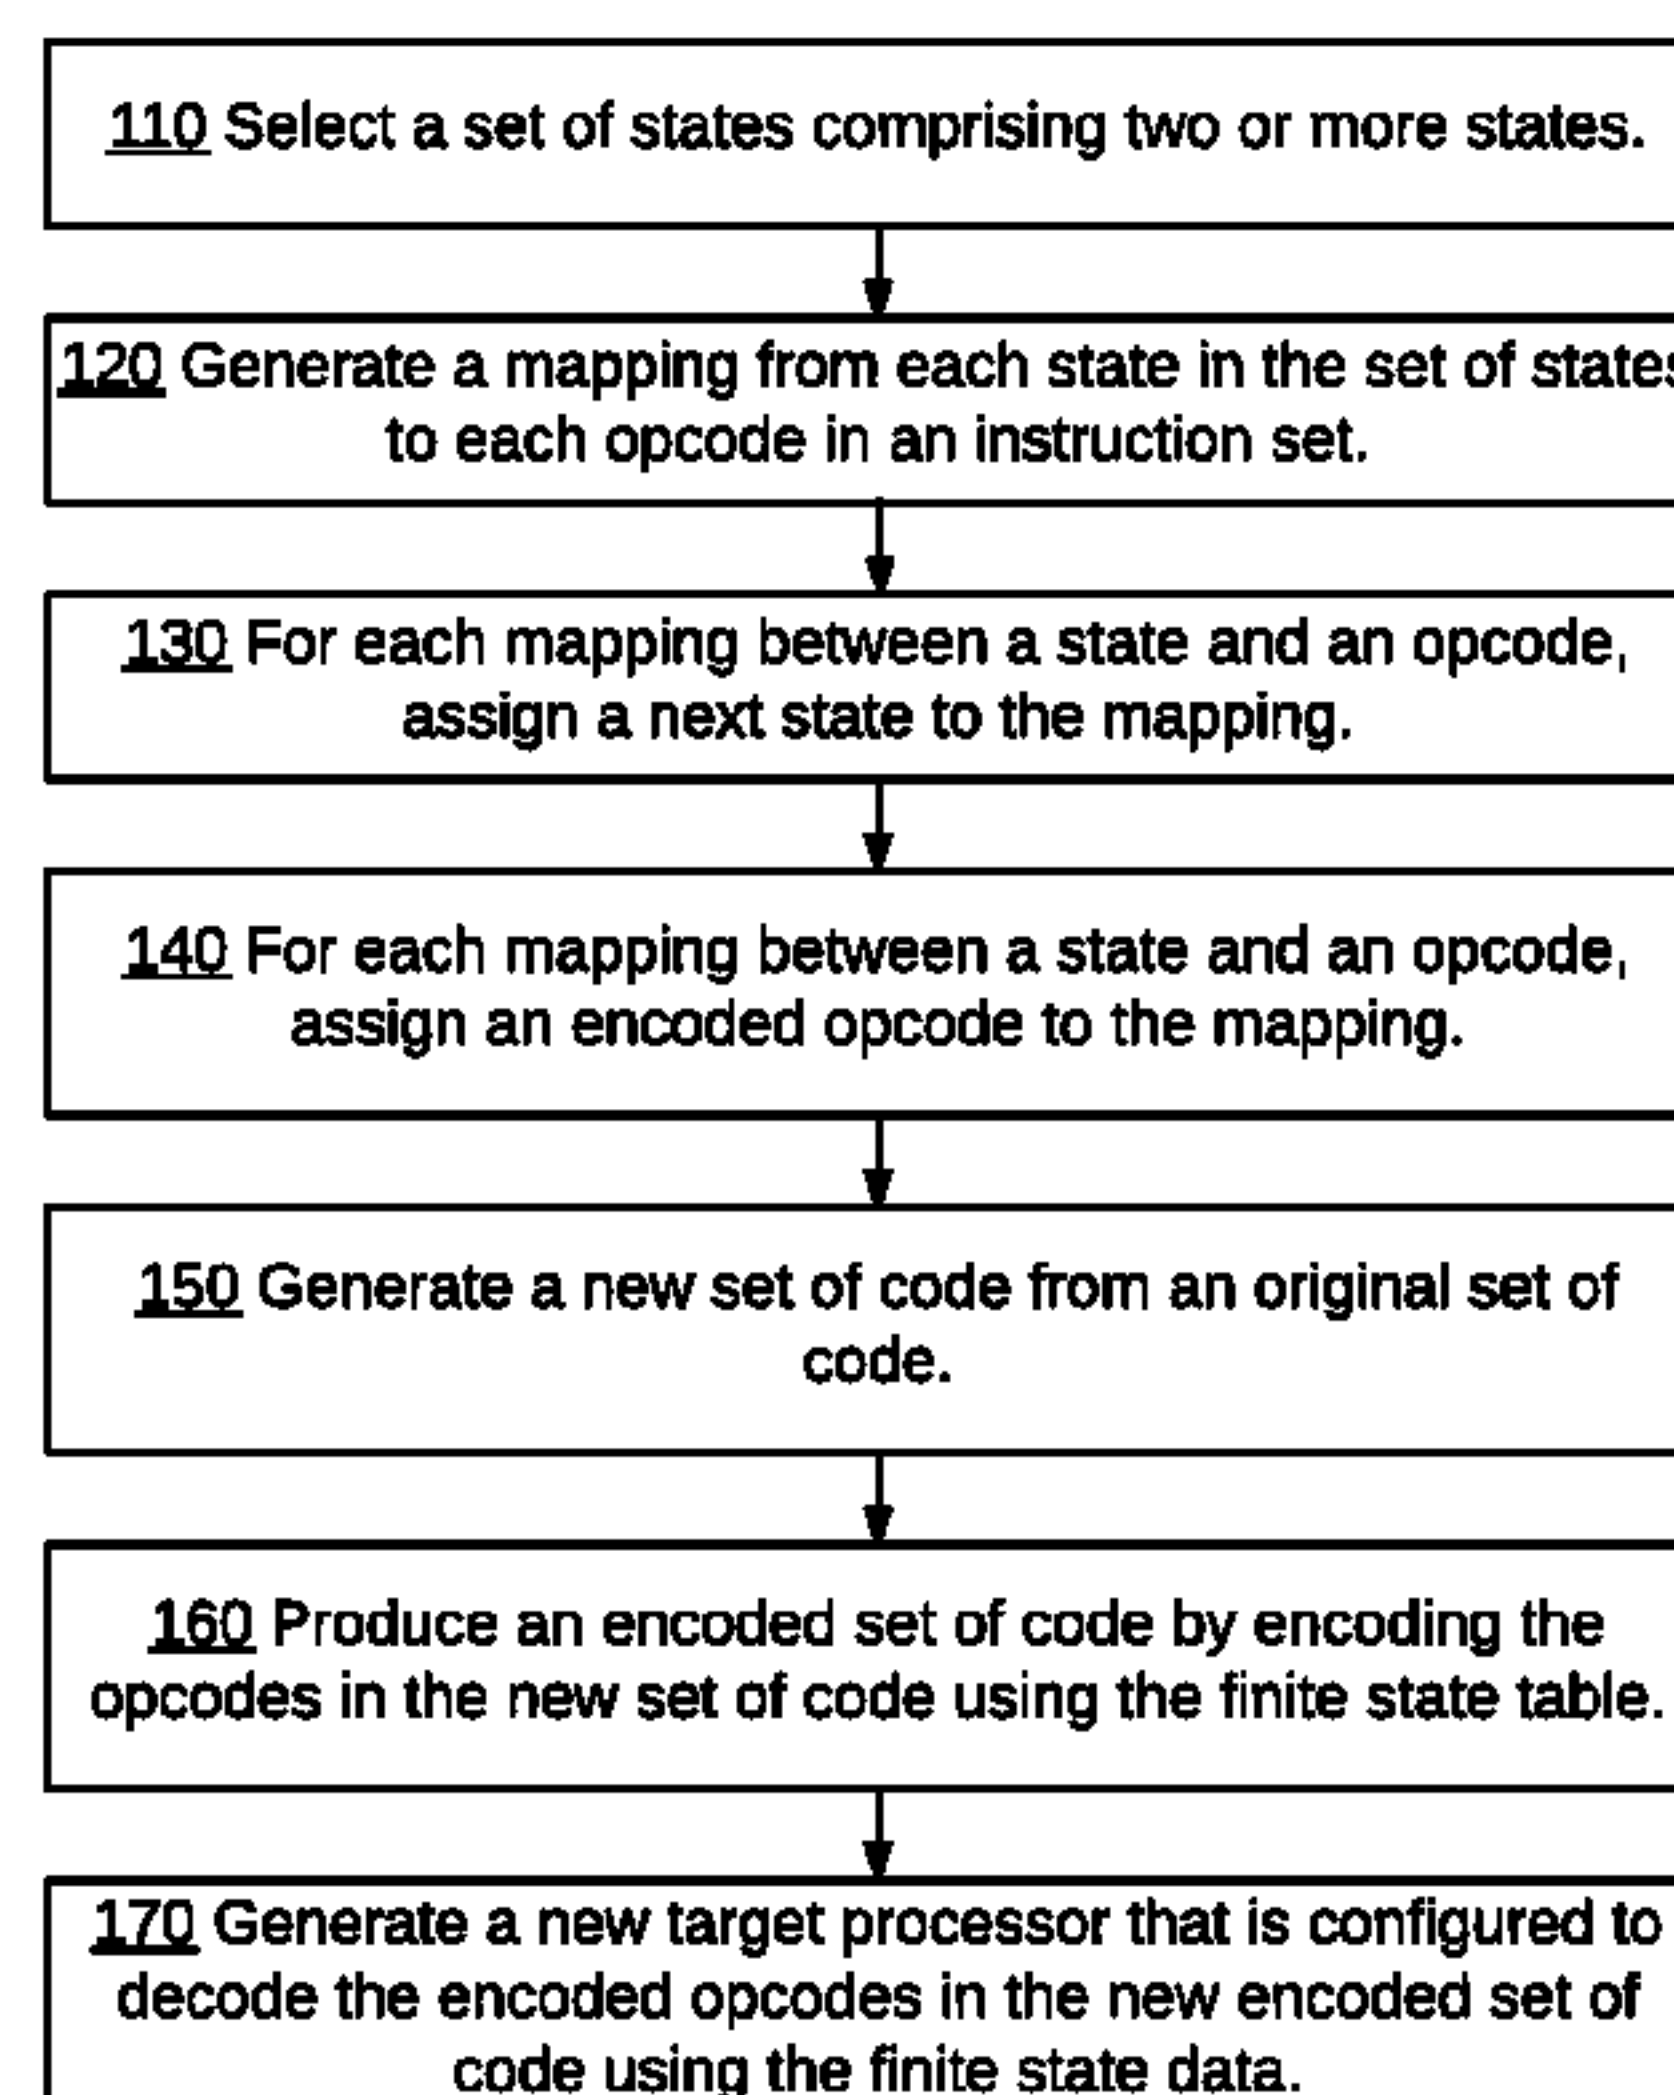 110 Select a set of states comprising two or more states.
120 Generate a mapping from each state in the set of states
to each opcode in an instruction set.
130 For each mapping between a state and an opcode,
assign a next state to the mapping.
140 For each mapping between a state and an opcode,
assign an encoded opcode to the mapping.
150 Generate a new set of code from an original set of
code.
160 Produce an encoded set of code by encoding the
opcodes in the new set of code using the finite state table.
170 Generate a new target processor that is configured to
decode the encoded opcodes in the new encoded set of
code using the finite state data.